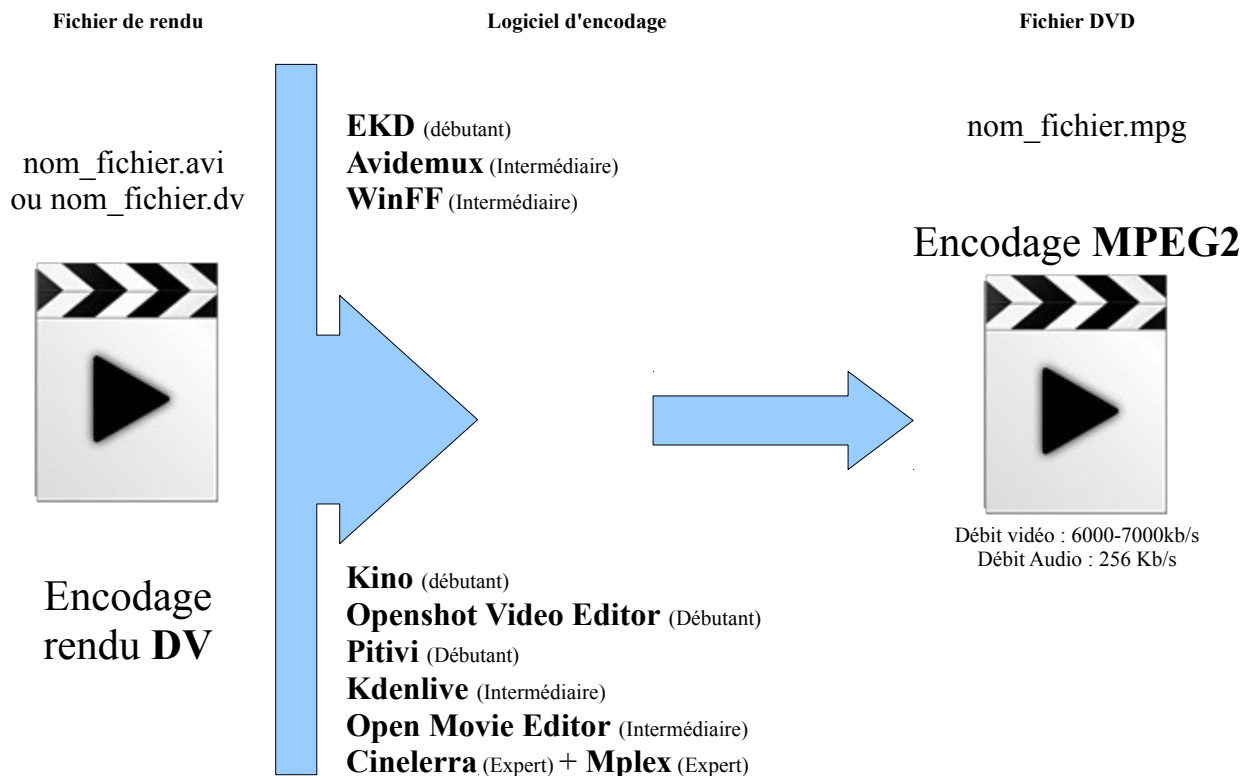 Fichier de rendu
Logiciel d'encodage
Fichier DVD
nom_fichier.avi
ou nom_fichier.dv
EKD (débutant)
Avidemux (Intermédiaire)
WinFF (Intermédiaire)
nom_fichier.mpg
Encodage MPEG2
Débit vidéo : 6000-7000kb/s
Débit Audio : 256 Kb/s
Encodage
rendu DV
Kino (débutant)
Openshot Video Editor (Débutant)
Pitivi (Débutant)
Kdenlive (Intermédiaire)
Open Movie Editor (Intermédiaire)
Cinelerra (Expert) + Mplex (Expert)